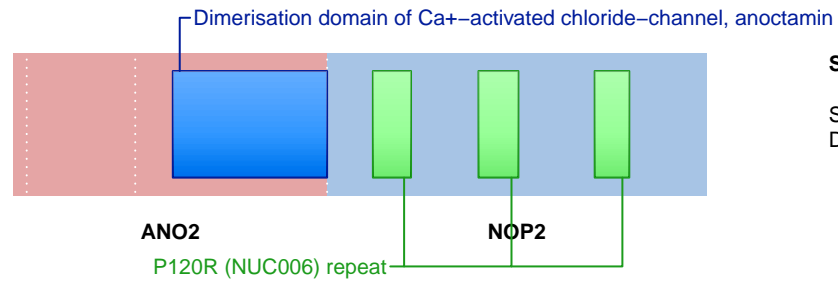 Dimerisation domain of Ca+−activated chloride−channel, anoctamin
ANO2
NOP2
P120R (NUC006) repeat